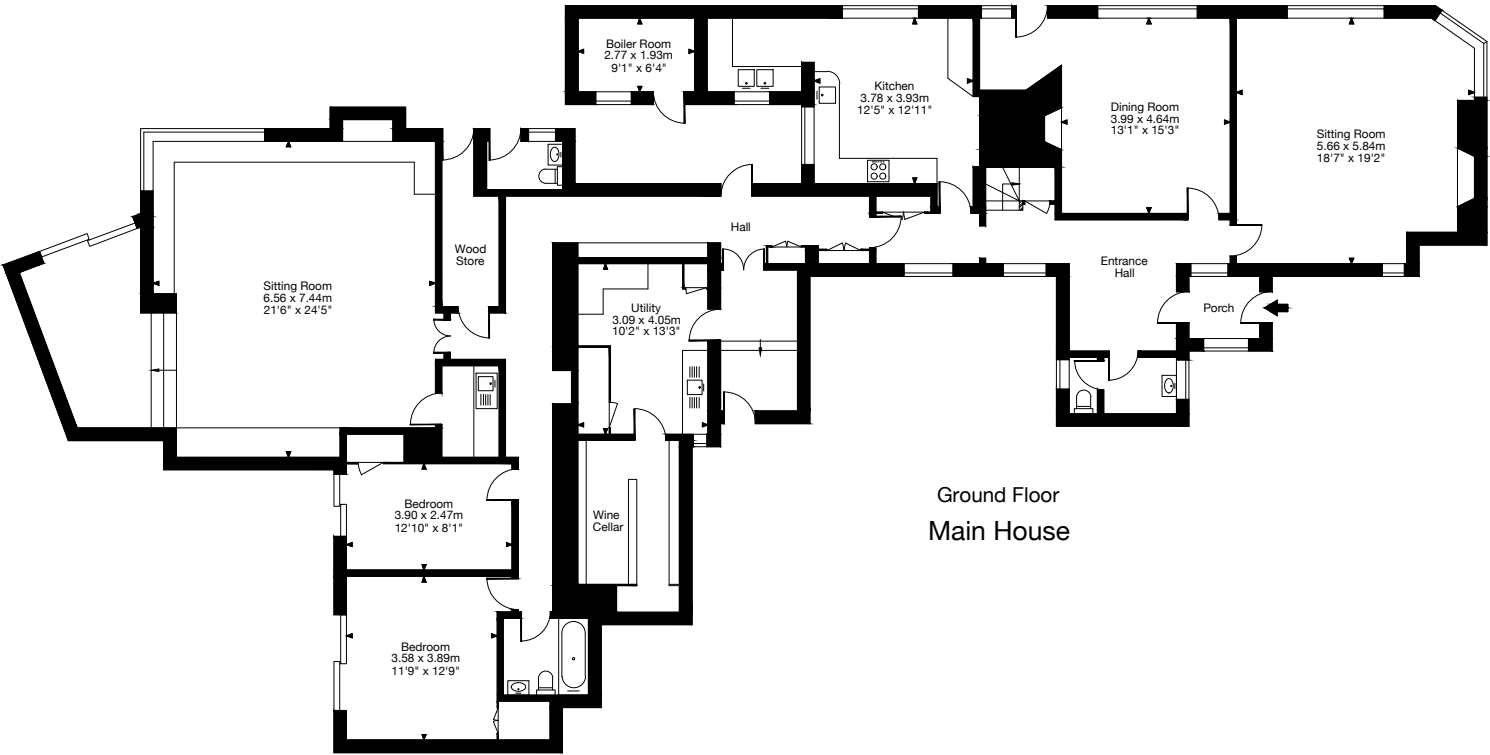 Boiler Room
2.77 x 1.93m
9'1" x 6'4"
Kitchen
3.78 x 3.93m
12'5" x 12'11"
Dining Room
3.99 x 4.64m
13'1" x 15'3"
Sitting Room
5.66 x 5.84m
18'7" x 19'2"
Hall
Wood
Store
Entrance
Hall
Sitting Room
6.56 x 7.44m
21'6" x 24'5"
Utility
3.09 x 4.05m
10'2" x 13'3"
Porch
Bedroom
3.90 x 2.47m
12'10" x 8'1"
Wine
Cellar
Ground Floor
Main House
Bedroom
3.58 x 3.89m
11'9" x 12'9"